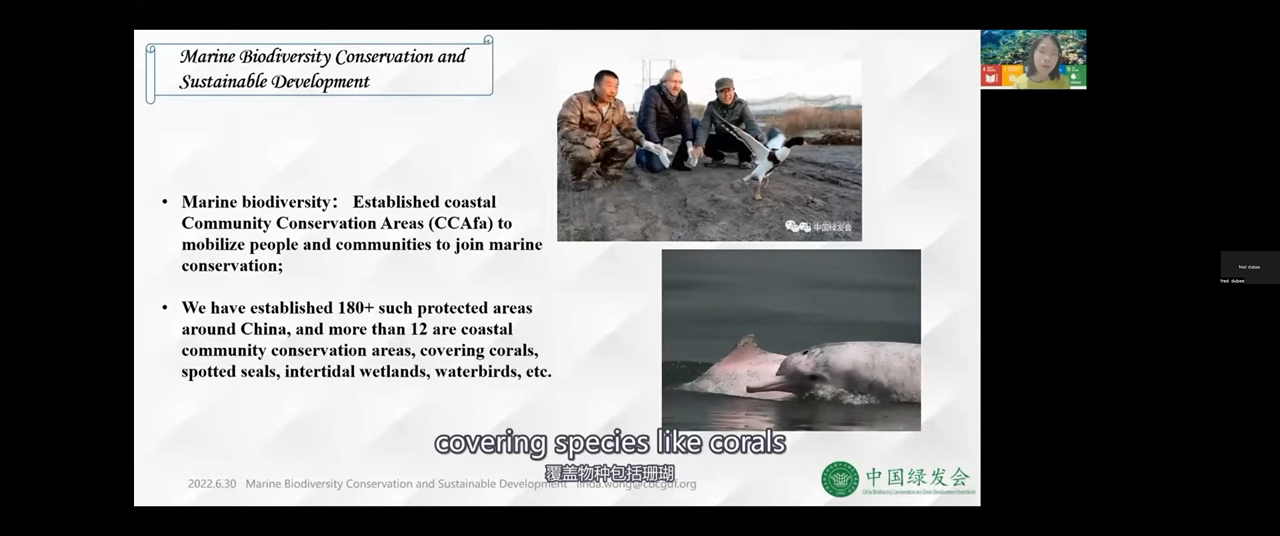 Marine Biodiversity Conservation and
Sustainable Development
• Marine biodiversity： Established coastal
Community Conservation Areas (CCAfa) to
mobilize people and communities to join marine
conservation;
• We have established 180+ such protected areas
around China, and more than 12 are coastal
community conservation areas, covering corals,
spotted seals, intertidal wetlands, waterbirds, etc.
中国绿发会
covering species like corals
覆盖物种包括珊瑚
2022.6.30 Marine Biodiversity Conservation and Sustainable Development linda.wong@cbcgdf.org
中国绿发会
China Biodiversity Conservation and Green Development Foundation
fred dubee
fred dubee